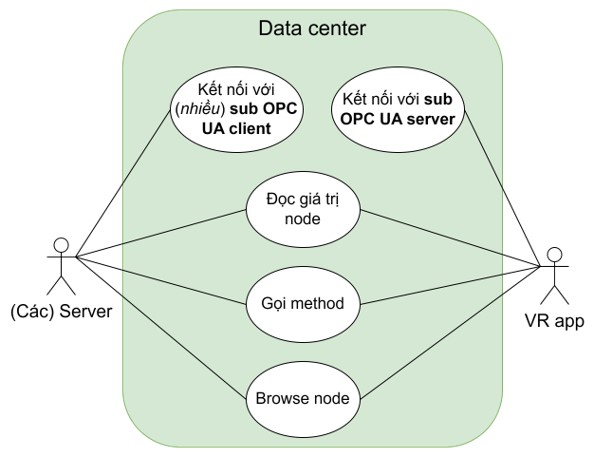 Data center
Kết nối với
(nhiều) sub OPC
UA client
Kết nối với sub
OPC UA server
Đọc giá trị
node
Gọi method
Browse node
(Các) Server
VR app